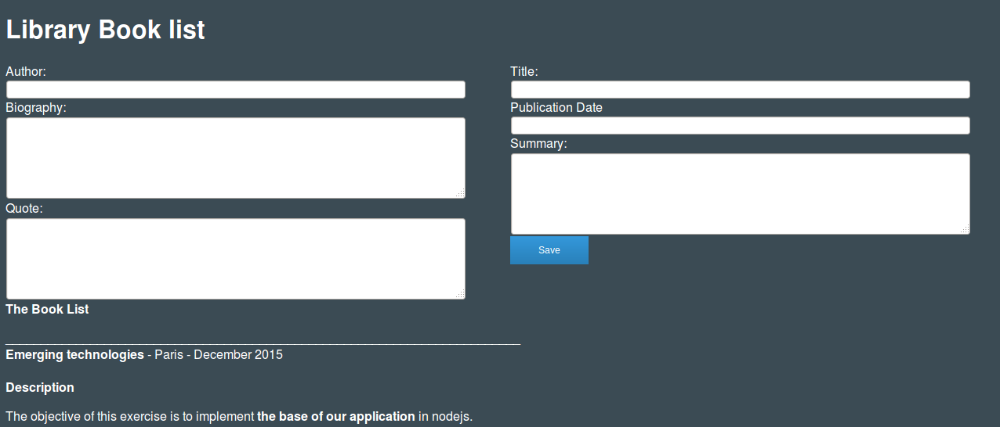 Library Book list
Author:
Biography:
Quote:
Title:
Publication Date
Summary:
Save
The Book List
Emerging technologies - Paris - December 2015
Description
The objective of this exercise is to implement the base of our application in nodejs.